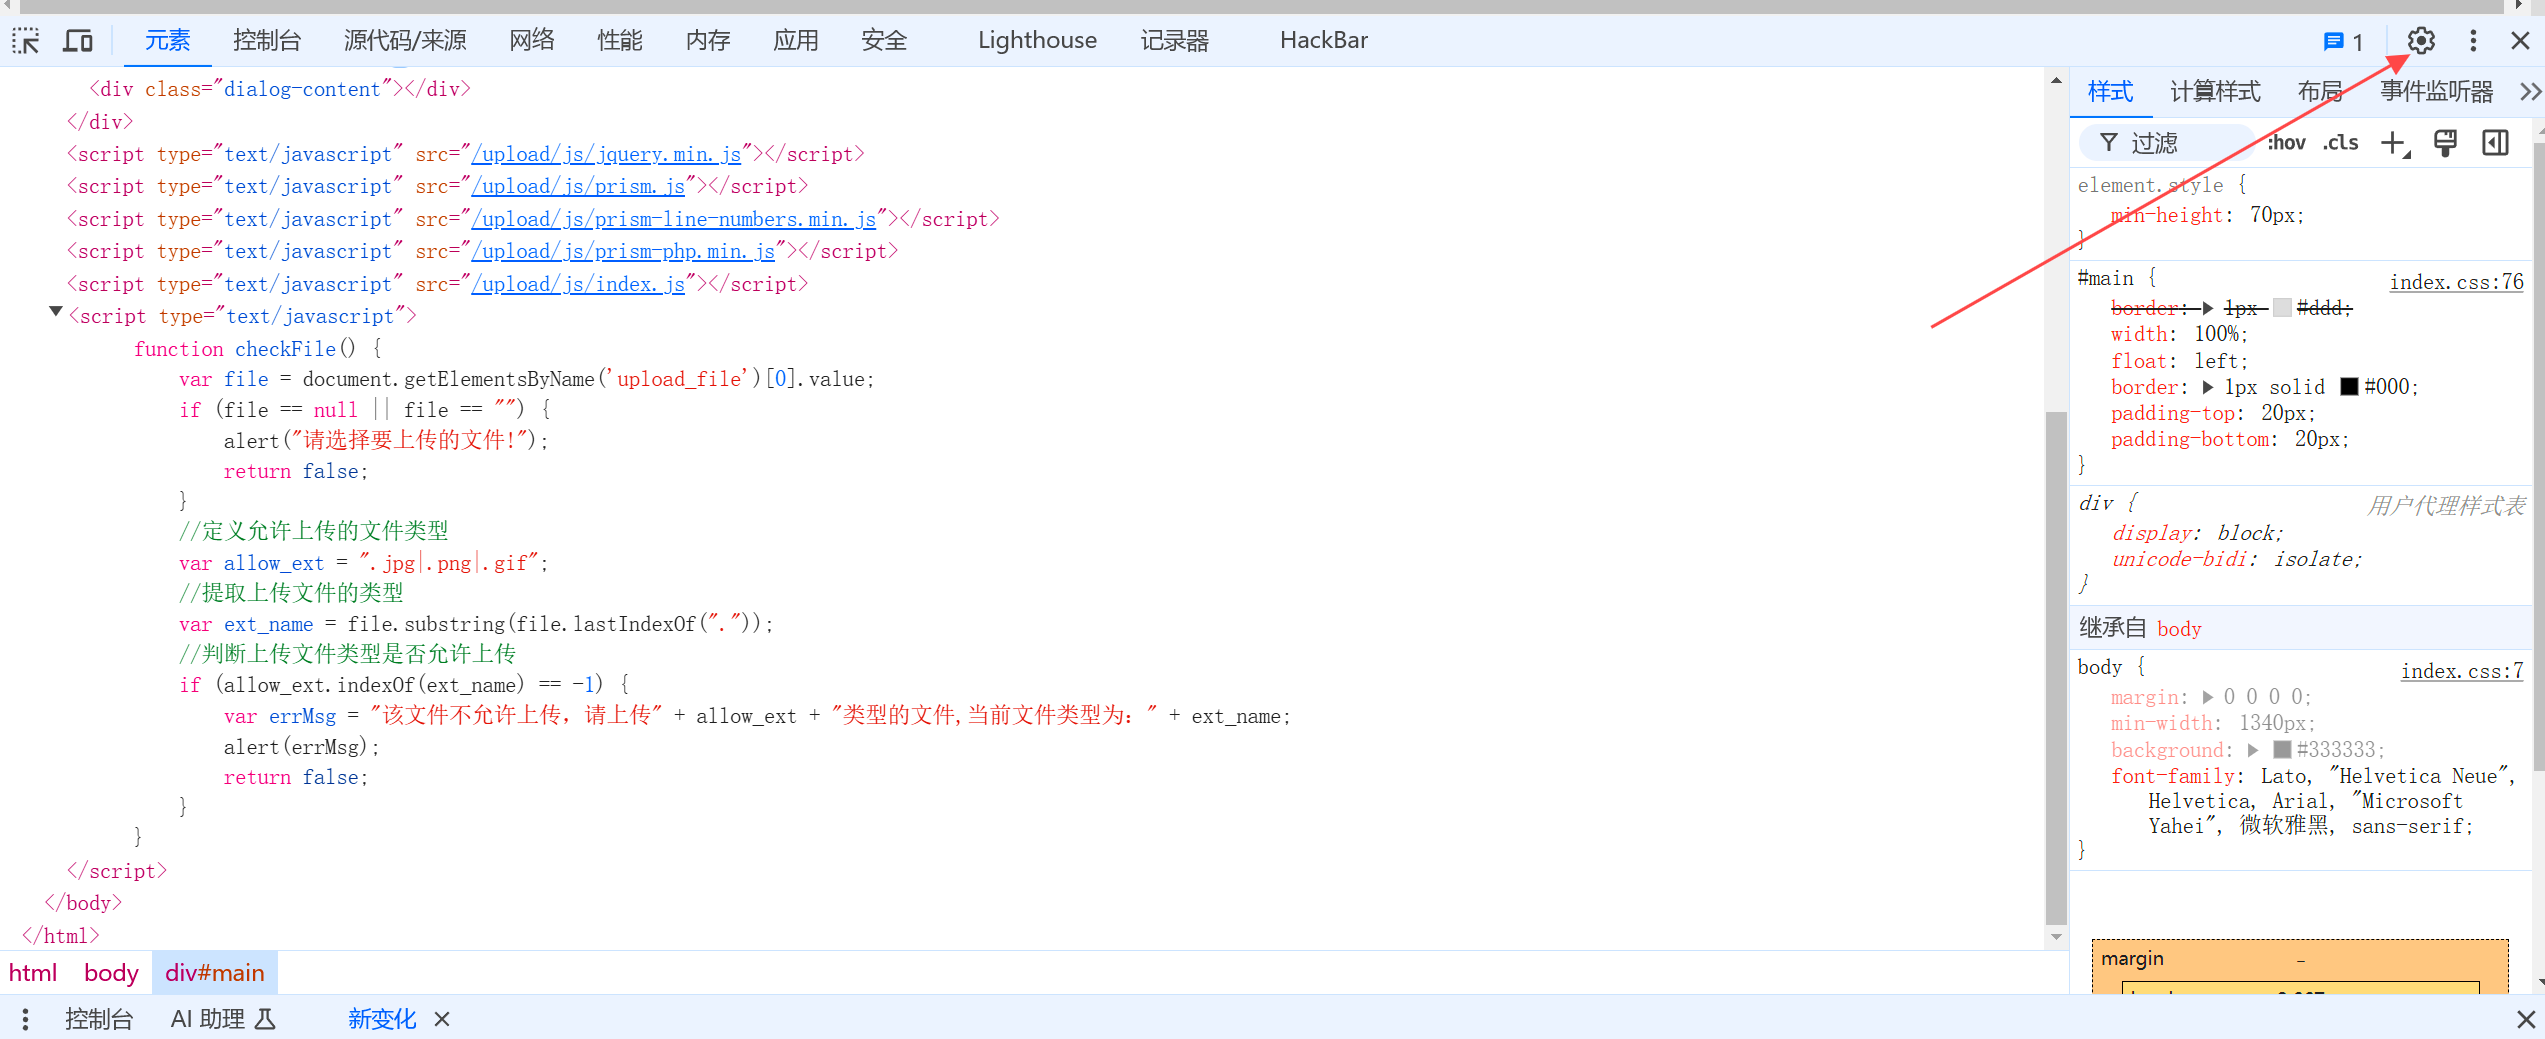 元素 控制台 源代码/来源 网络 性能 内存 应用 安全 Lighthouse 记录器 HackBar 1
<div class="dialog-content"></div>
</div>
<script type="text/javascript" src="/upload/js/jquery.min.js"></script>
<script type="text/javascript" src="/upload/js/prism.js"></script>
<script type="text/javascript" src="/upload/js/prism-line-numbers.min.js"></script>
<script type="text/javascript" src="/upload/js/prism-php.min.js"></script>
<script type="text/javascript" src="/upload/js/index.js"></script>
<script type="text/javascript">
function checkFile() {
var file = document.getElementsByName('upload_file')[0].value;
if (file == null || file == "") {
alert("请选择要上传的文件!");
return false;
}
//定义允许上传的文件类型
var allow_ext = ".jpg|.png|.gif";
//提取上传文件的类型
var ext_name = file.substring(file.lastIndexOf("."));
//判断上传文件类型是否允许上传
if (allow_ext.indexOf(ext_name) == -1) {
var errMsg = "该文件不允许上传，请上传" + allow_ext + "类型的文件,当前文件类型为：" + ext_name;
alert(errMsg);
return false;
}
}
</script>
</body>
</html>
html body div#main
控制台 AI 助理 新变化
样式 计算样式 布局 事件监听器
过滤 :hov .cls
element.style {
min-height: 70px;
}
#main { index.css:76
border: 1px #ddd;
width: 100%;
float: left;
border: 1px solid #000;
padding-top: 20px;
padding-bottom: 20px;
}
div { 用户代理样式表
display: block;
unicode-bidi: isolate;
}
继承自 body
body { index.css:7
margin: 0 0 0 0;
min-width: 1340px;
background: #333333;
font-family: Lato, "Helvetica Neue",
Helvetica, Arial, "Microsoft
Yahei", 微软雅黑, sans-serif;
}
margin –